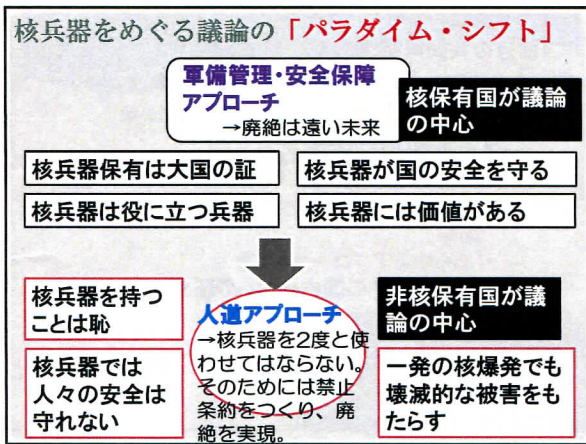 核兵器をめぐる議論の「パラダイム・シフト」
軍備管理・安全保障
アプローチ
→廃絶は遠い未来
核保有国が議論
の中心
核兵器保有は大国の証
核兵器が国の安全を守る
核兵器は役に立つ兵器
核兵器には価値がある
核兵器を持つ
ことは恥
人道アプローチ
→核兵器を2度と使
わせてはならない。
そのためには禁止
条約をつくり、廃
絶を実現。
非核保有国が議
論の中心
核兵器では
人々の安全は
守れない
一発の核爆発でも
壊滅的な被害をも
たらす